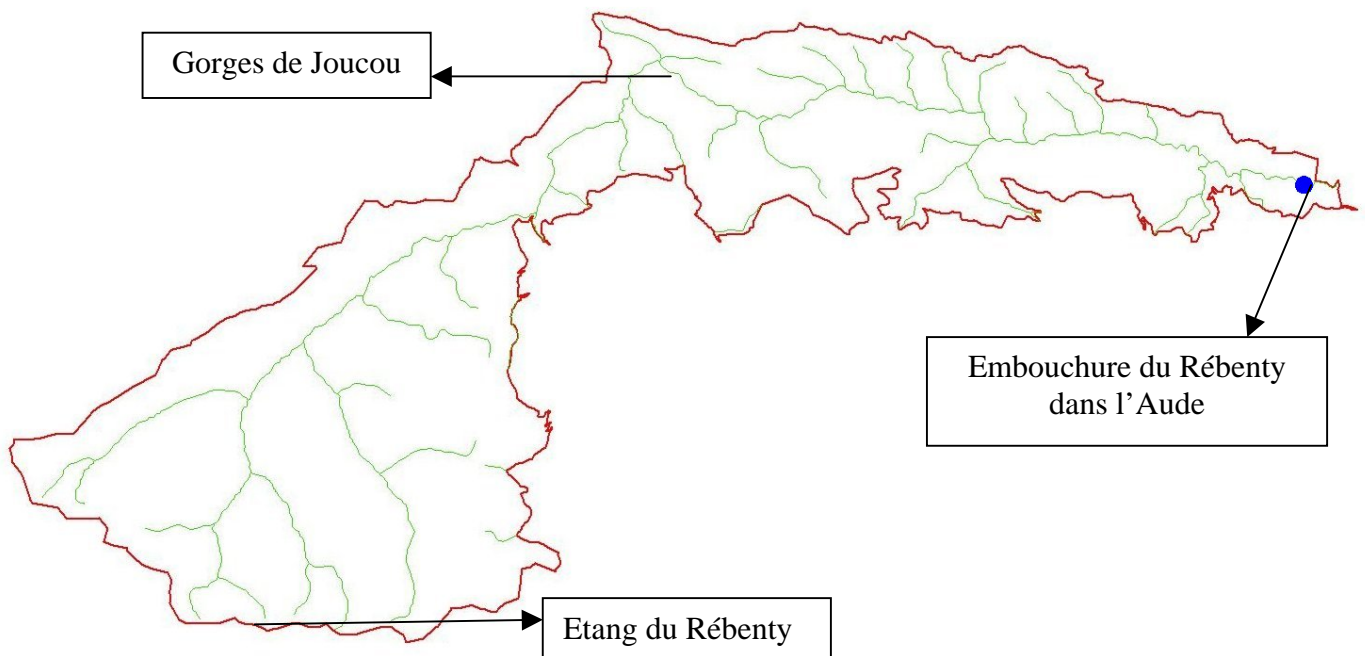 Gorges de Joucou
Embouchure du Rébenty
dans l’Aude
Etang du Rébenty